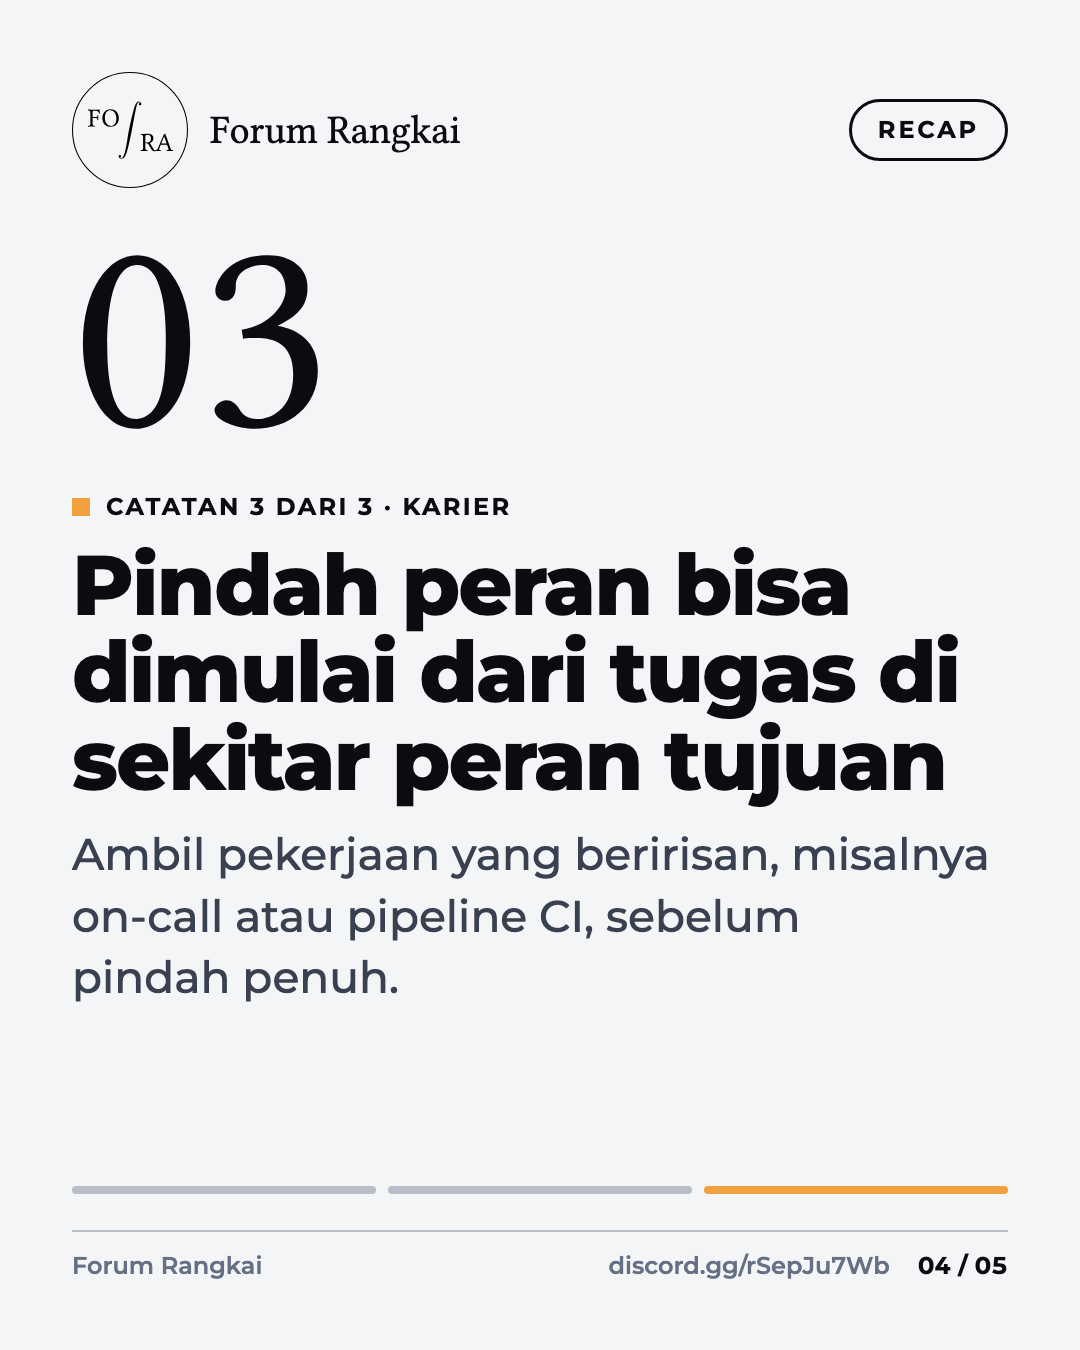 FO
RA
Forum Rangkai
RECAP
03
CATATAN 3 DARI 3 · KARIER
Pindah peran bisa
dimulai dari tugas di
sekitar peran tujuan
Ambil pekerjaan yang beririsan, misalnya
on-call atau pipeline CI, sebelum
pindah penuh.
Forum Rangkai
discord.gg/rSepJu7Wb
04 / 05